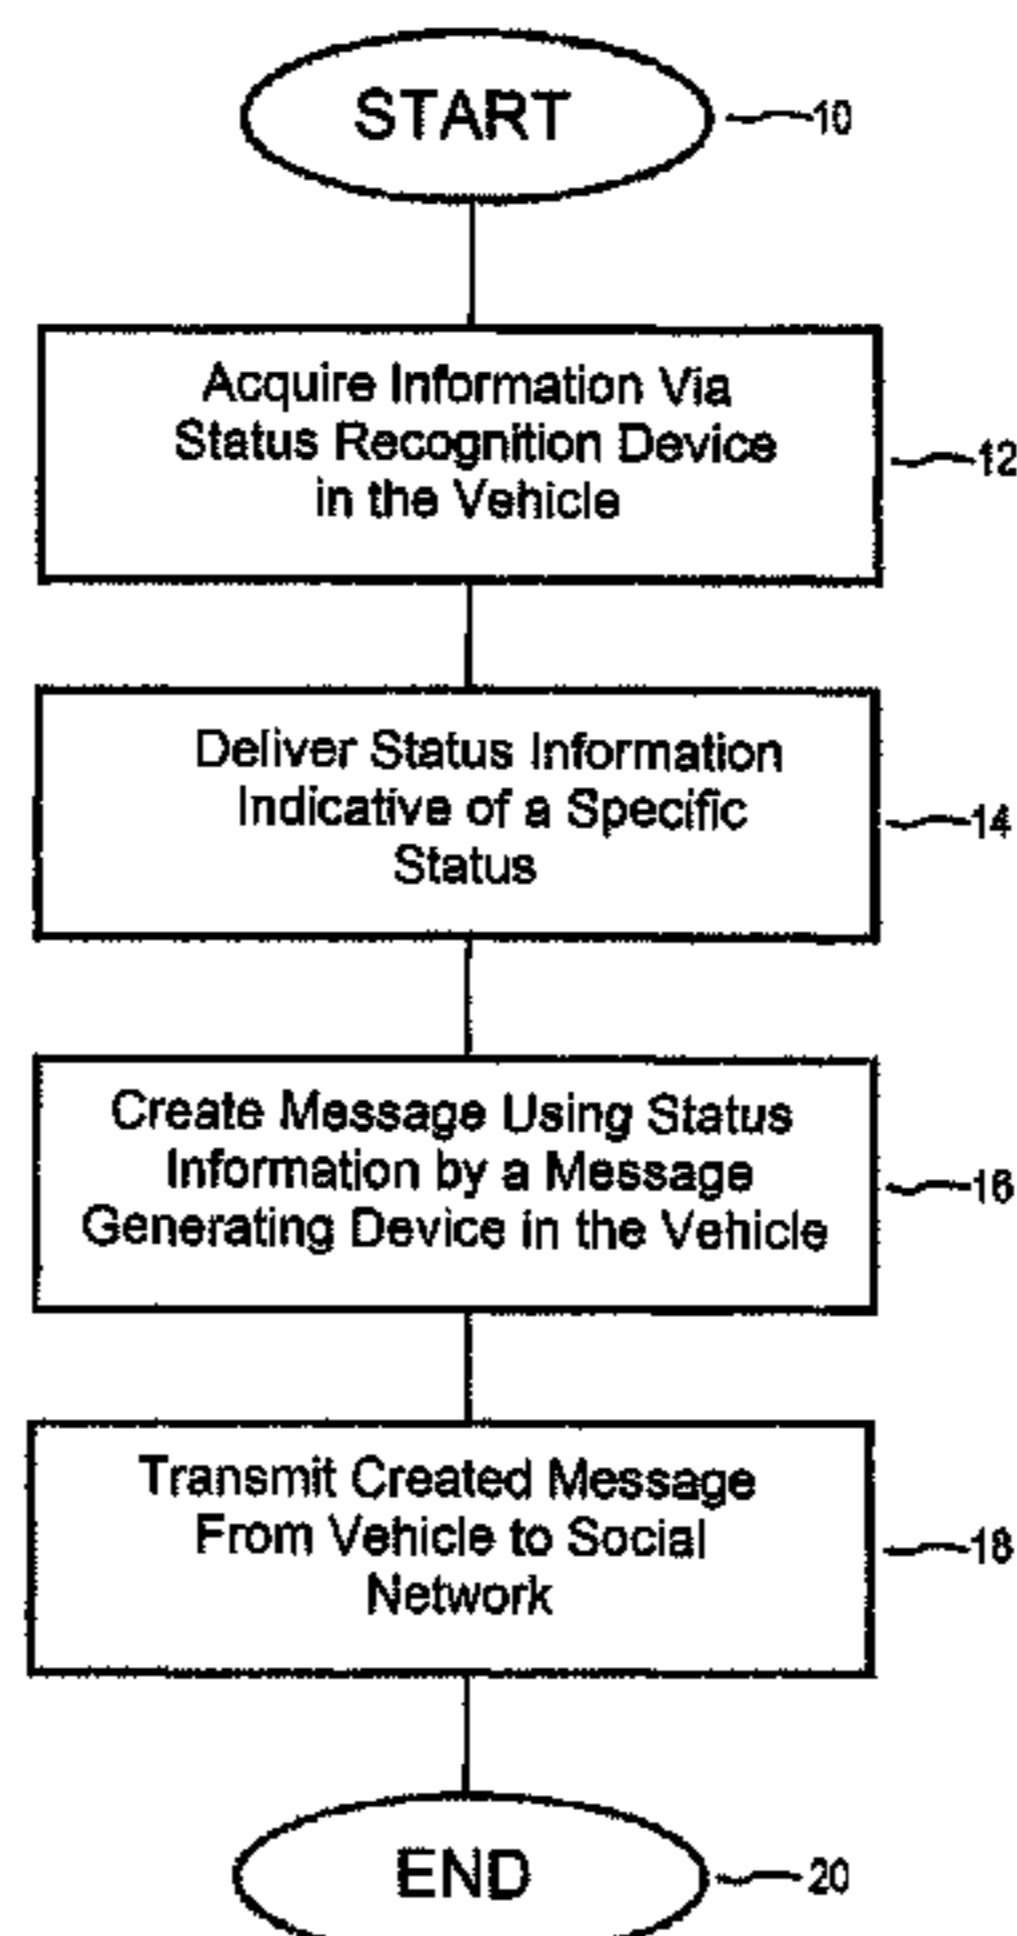 START
10
Acquire Information Via
Status Recognition Device
in the Vehicle
12
Deliver Status Information
Indicative of a Specific
Status
14
Create Message Using Status
Information by a Message
Generating Device in the Vehicle
16
Transmit Created Message
From Vehicle to Social
Network
18
END
20